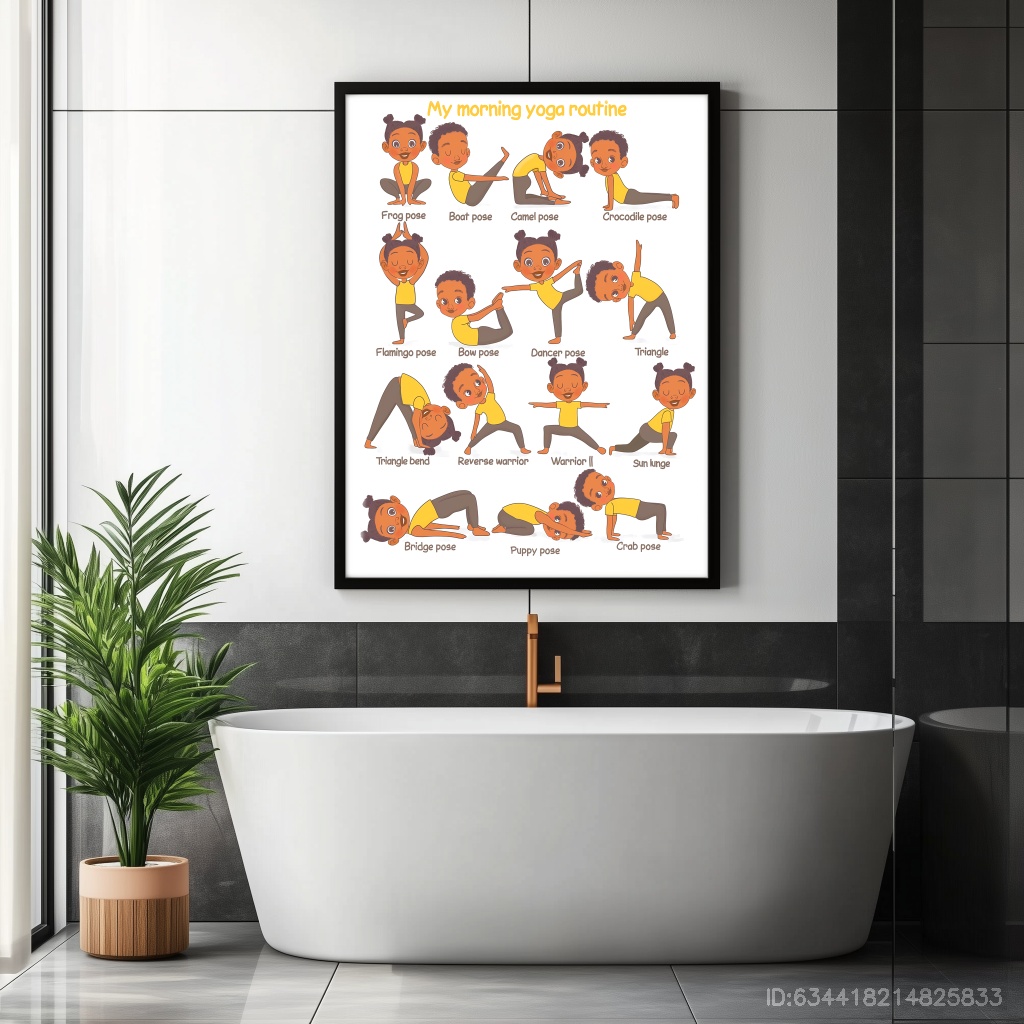 My morning yoga routine
Frog pose
Boat pose
Camel pose
Crocodile pose
Flamingo pose
Bow pose
Dancer pose
Triangle
Triangle bend
Reverse warrior
Warrior ||
Sun lunge
Bridge pose
Puppy pose
Crab pose
ID:634418214825833